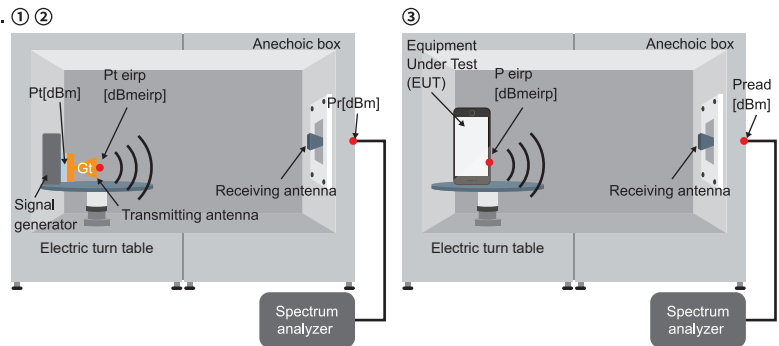 . ① ②
Anechoic box
Pt eirp
[dBmeirp]
Pt[dBm]
Pr[dBm]
Gt
Receiving antenna
Signal
generator
Transmitting antenna
Electric turn table
Spectrum
analyzer
③
Anechoic box
Equipment
Under Test
(EUT)
P eirp
[dBmeirp]
Pread
[dBm]
Receiving antenna
Electric turn table
Spectrum
analyzer